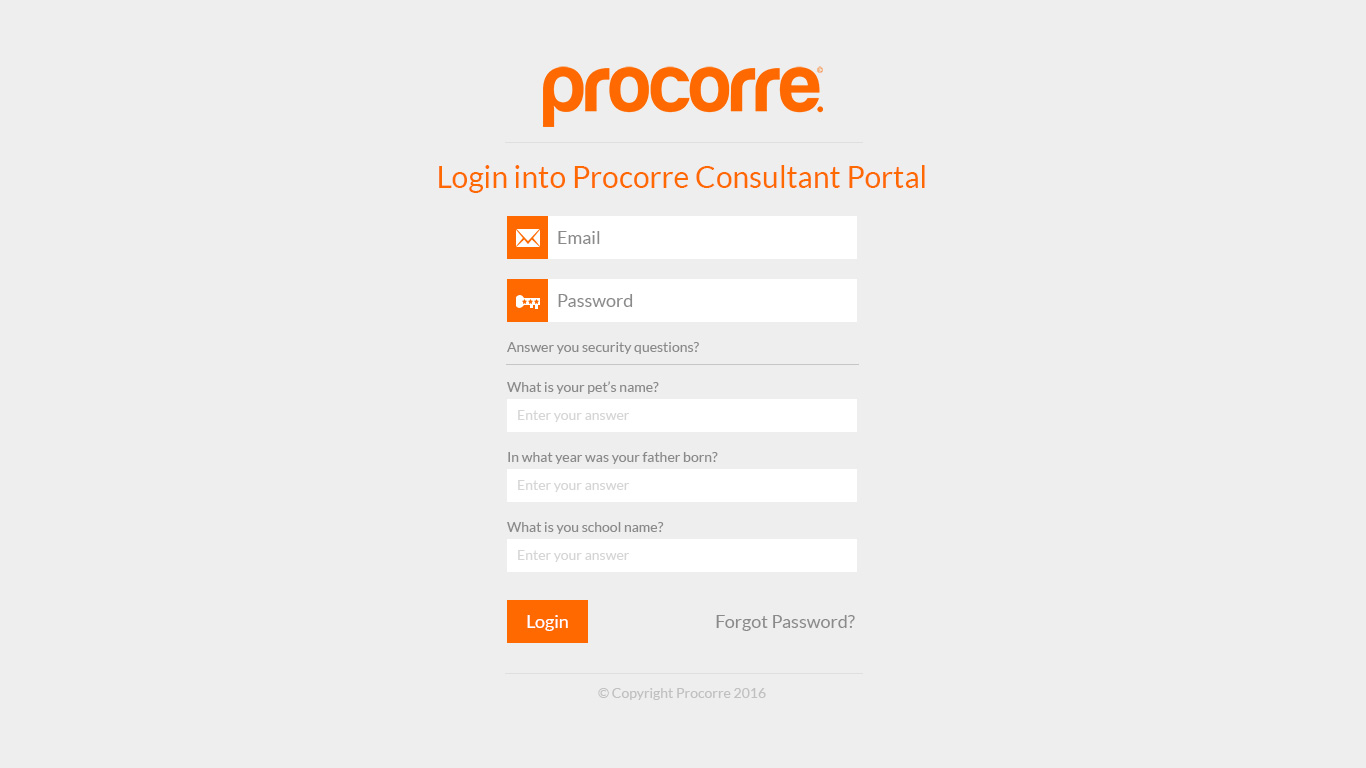 procorre.
Login into Procorre Consultant Portal
Email
Password
Answer you security questions?
What is your pet's name?
Enter your answer
In what year was your father born?
Enter your answer
What is you school name?
Enter your answer
Login
Forgot Password?
© Copyright Procorre 2016